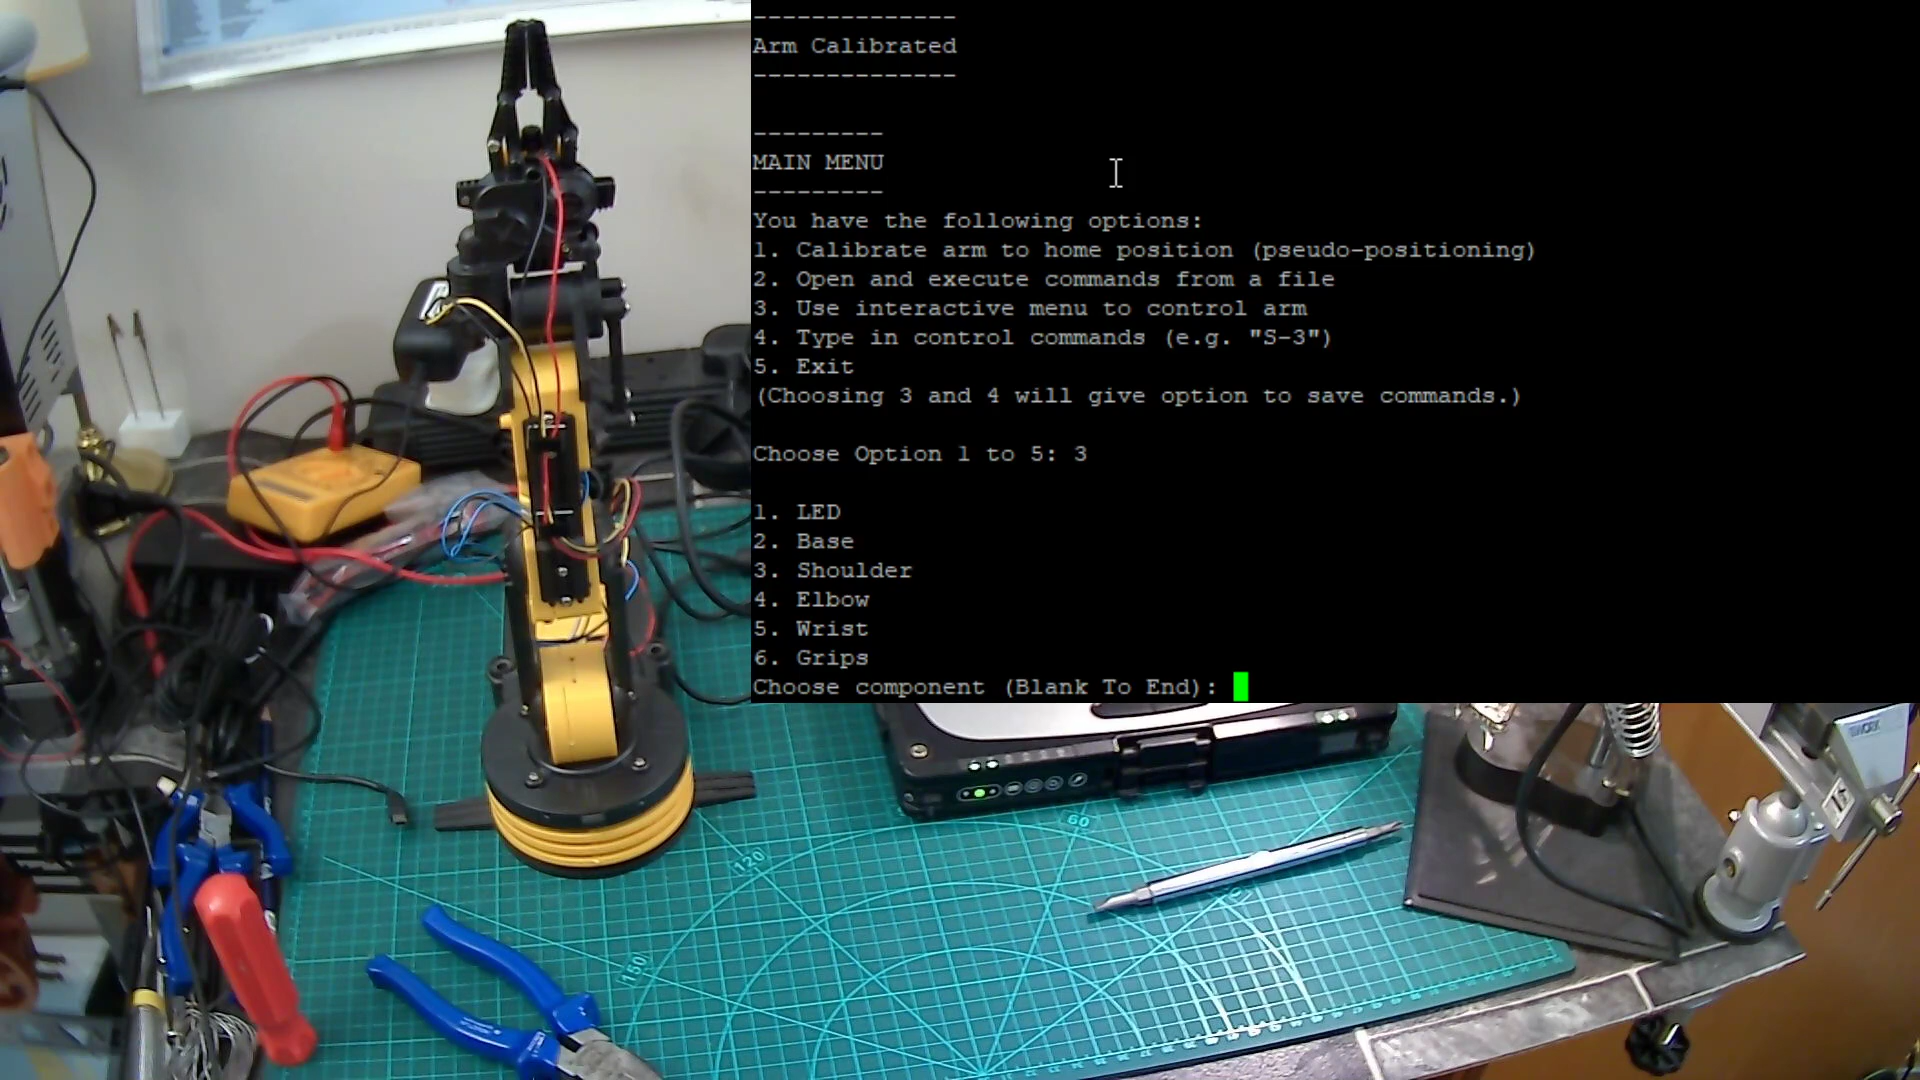 --------------
Arm Calibrated
--------------
---------
MAIN MENU
---------
You have the following options:
1. Calibrate arm to home position (pseudo-positioning)
2. Open and execute commands from a file
3. Use interactive menu to control arm
4. Type in control commands (e.g. "S-3")
5. Exit
(Choosing 3 and 4 will give option to save commands.)
Choose Option 1 to 5: 3
1. LED
2. Base
3. Shoulder
4. Elbow
5. Wrist
6. Grips
Choose component (Blank To End):
60
120
150